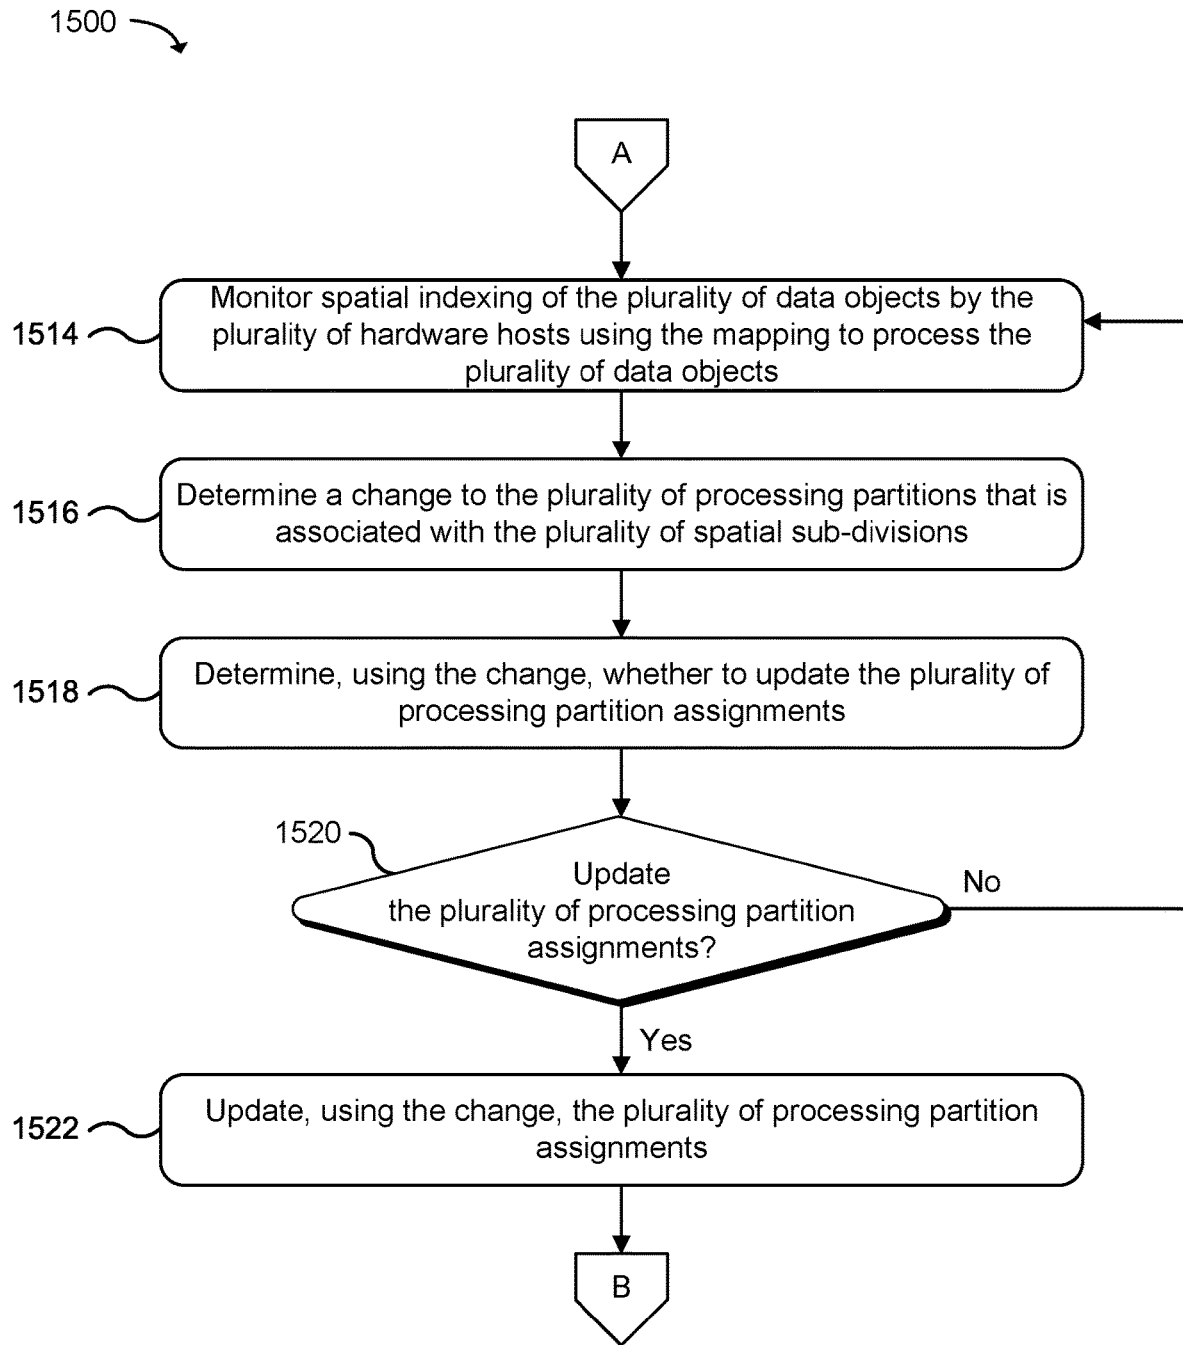 1500
A
Monitor spatial indexing of the plurality of data objects by the
plurality of hardware hosts using the mapping to process the
plurality of data objects
1514
Determine a change to the plurality of processing partitions that is
associated with the plurality of spatial sub-divisions
1516
Determine, using the change, whether to update the plurality of
processing partition assignments
1518
1520
Update
the plurality of processing partition
assignments?
No
Yes
Update, using the change, the plurality of processing partition
assignments
1522
B